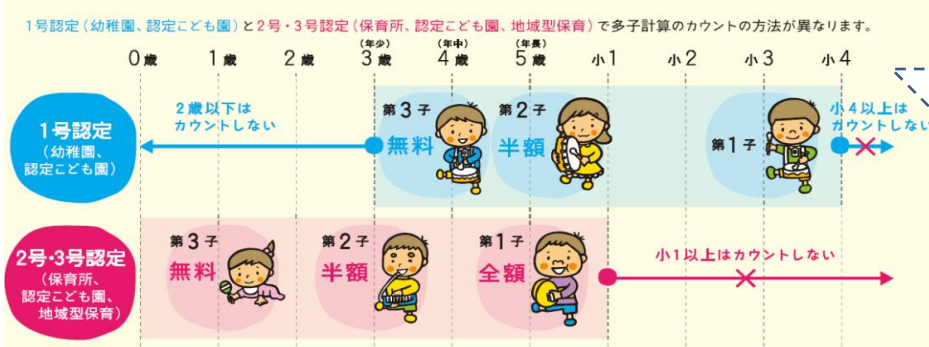 1号認定(幼稚園、認定こども園)と2号・3号認定(保育所、認定こども園、地域型保育)で多子計算のカウントの方法が異なります。
(年少) (年中) (年長)
0歳 1歳 2歳 3歳 4歳 5歳 小1 小2 小3 小4
1号認定
(幼稚園、
認定こども園)
2歳以下は
カウントしない
第3子
無料
第2子
半額
第1子
小4以上は
カウントしない
2号・3号認定
(保育所、
認定こども園、
地域型保育)
第3子
無料
第2子
半額
第1子
全額
小1以上はカウントしない